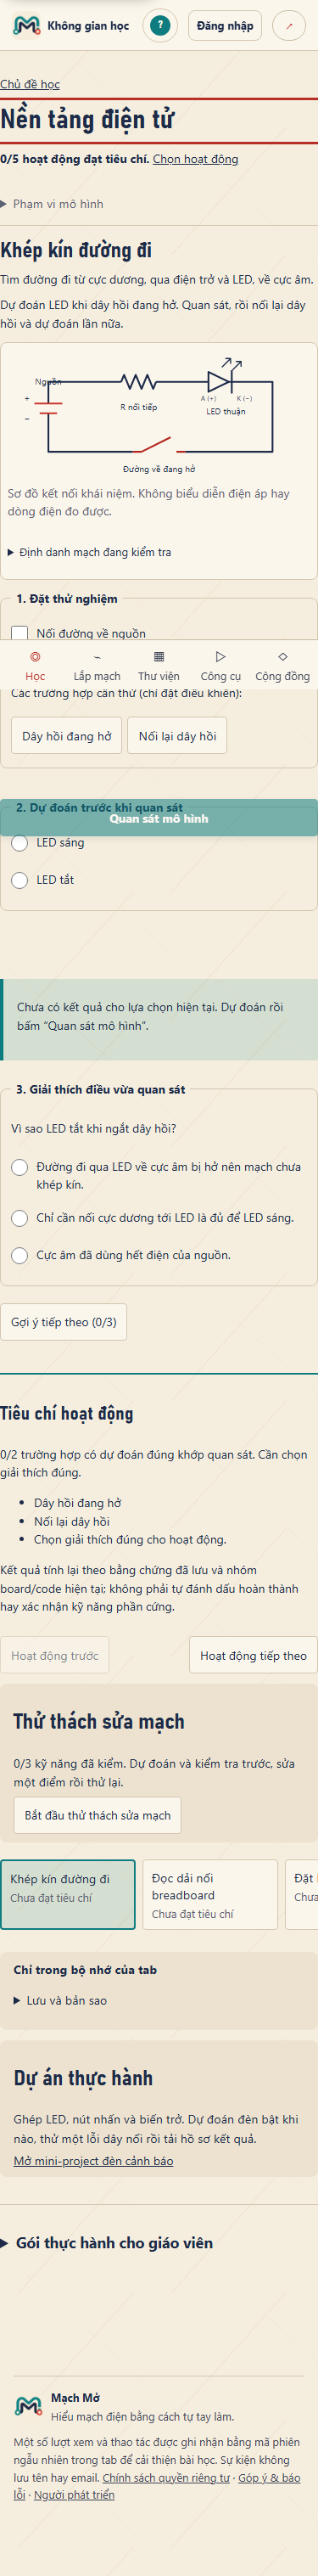 Không gian học
?
Đăng nhập
Chủ đề học
Nền tảng điện tử
0/5 hoạt động đạt tiêu chí. Chọn hoạt động
Phạm vi mô hình
Khép kín đường đi
Tìm đường đi từ cực dương, qua điện trở và LED, về cực âm.
Dự đoán LED khi dây hồi đang hở. Quan sát, rồi nối lại dây
hồi và dự đoán lần nữa.
Nguồn
+
−
R nối tiếp
A (+)
K (−)
LED thuận
Đường về đang hở
Sơ đồ kết nối khái niệm. Không biểu diễn điện áp hay
dòng điện đo được.
Định danh mạch đang kiểm tra
1. Đặt thử nghiệm
Nối đường về nguồn
Học
Lắp mạch
Thư viện
Công cụ
Cộng đồng
Các trường hợp cần thử (chỉ đặt điều khiển):
Dây hồi đang hở
Nối lại dây hồi
2. Dự đoán trước khi quan sát
Quan sát mô hình
LED sáng
LED tắt
Chưa có kết quả cho lựa chọn hiện tại. Dự đoán rồi
bấm “Quan sát mô hình”.
3. Giải thích điều vừa quan sát
Vì sao LED tắt khi ngắt dây hồi?
Đường đi qua LED về cực âm bị hở nên mạch chưa
khép kín.
Chỉ cần nối cực dương tới LED là đủ để LED sáng.
Cực âm đã dùng hết điện của nguồn.
Gợi ý tiếp theo (0/3)
Tiêu chí hoạt động
0/2 trường hợp có dự đoán đúng khớp quan sát. Cần chọn
giải thích đúng.
Dây hồi đang hở
Nối lại dây hồi
Chọn giải thích đúng cho hoạt động.
Kết quả tính lại theo bằng chứng đã lưu và nhóm
board/code hiện tại; không phải tự đánh dấu hoàn thành
hay xác nhận kỹ năng phần cứng.
Hoạt động trước
Hoạt động tiếp theo
Thử thách sửa mạch
0/3 kỹ năng đã kiểm. Dự đoán và kiểm tra trước, sửa
một điểm rồi thử lại.
Bắt đầu thử thách sửa mạch
Khép kín đường đi
Chưa đạt tiêu chí
Đọc dải nối
breadboard
Chưa đạt tiêu chí
Đặt
Chưa
Chỉ trong bộ nhớ của tab
Lưu và bản sao
Dự án thực hành
Ghép LED, nút nhấn và biến trở. Dự đoán đèn bật khi
nào, thử một lỗi dây nối rồi tải hồ sơ kết quả.
Mở mini-project đèn cảnh báo
Gói thực hành cho giáo viên
Mạch Mở
Hiểu mạch điện bằng cách tự tay làm.
Một số lượt xem và thao tác được ghi nhận bằng mã phiên
ngẫu nhiên trong tab để cải thiện bài học. Sự kiện không
lưu tên hay email. Chính sách quyền riêng tư · Góp ý & báo
lỗi · Người phát triển